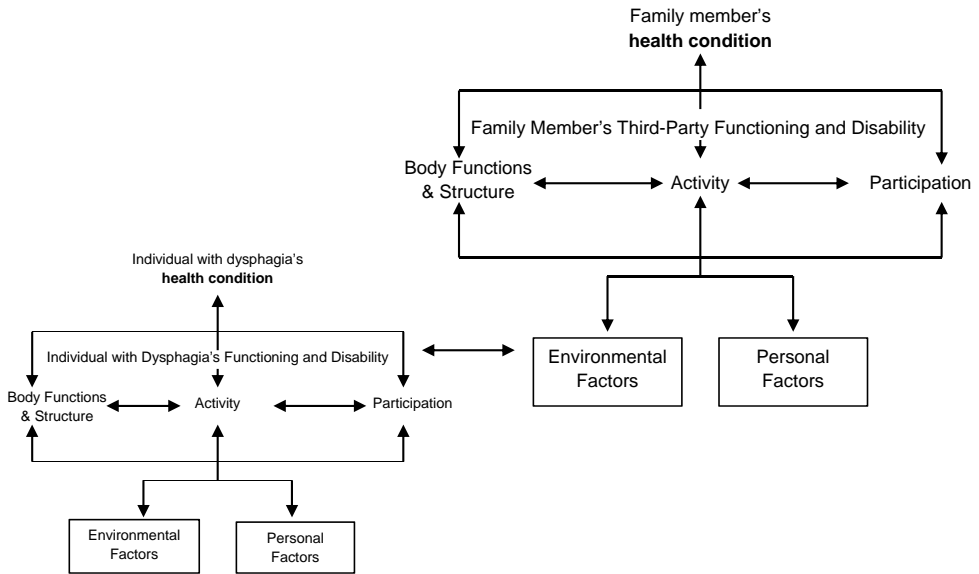 Family member's
health condition
Family Member's Third-Party Functioning and Disability
Body Functions
& Structure
Activity
Participation
Environmental
Factors
Personal
Factors
Individual with dysphagia's
health condition
Individual with Dysphagia's Functioning and Disability
Body Functions
& Structure
Activity
Participation
Environmental
Factors
Personal
Factors